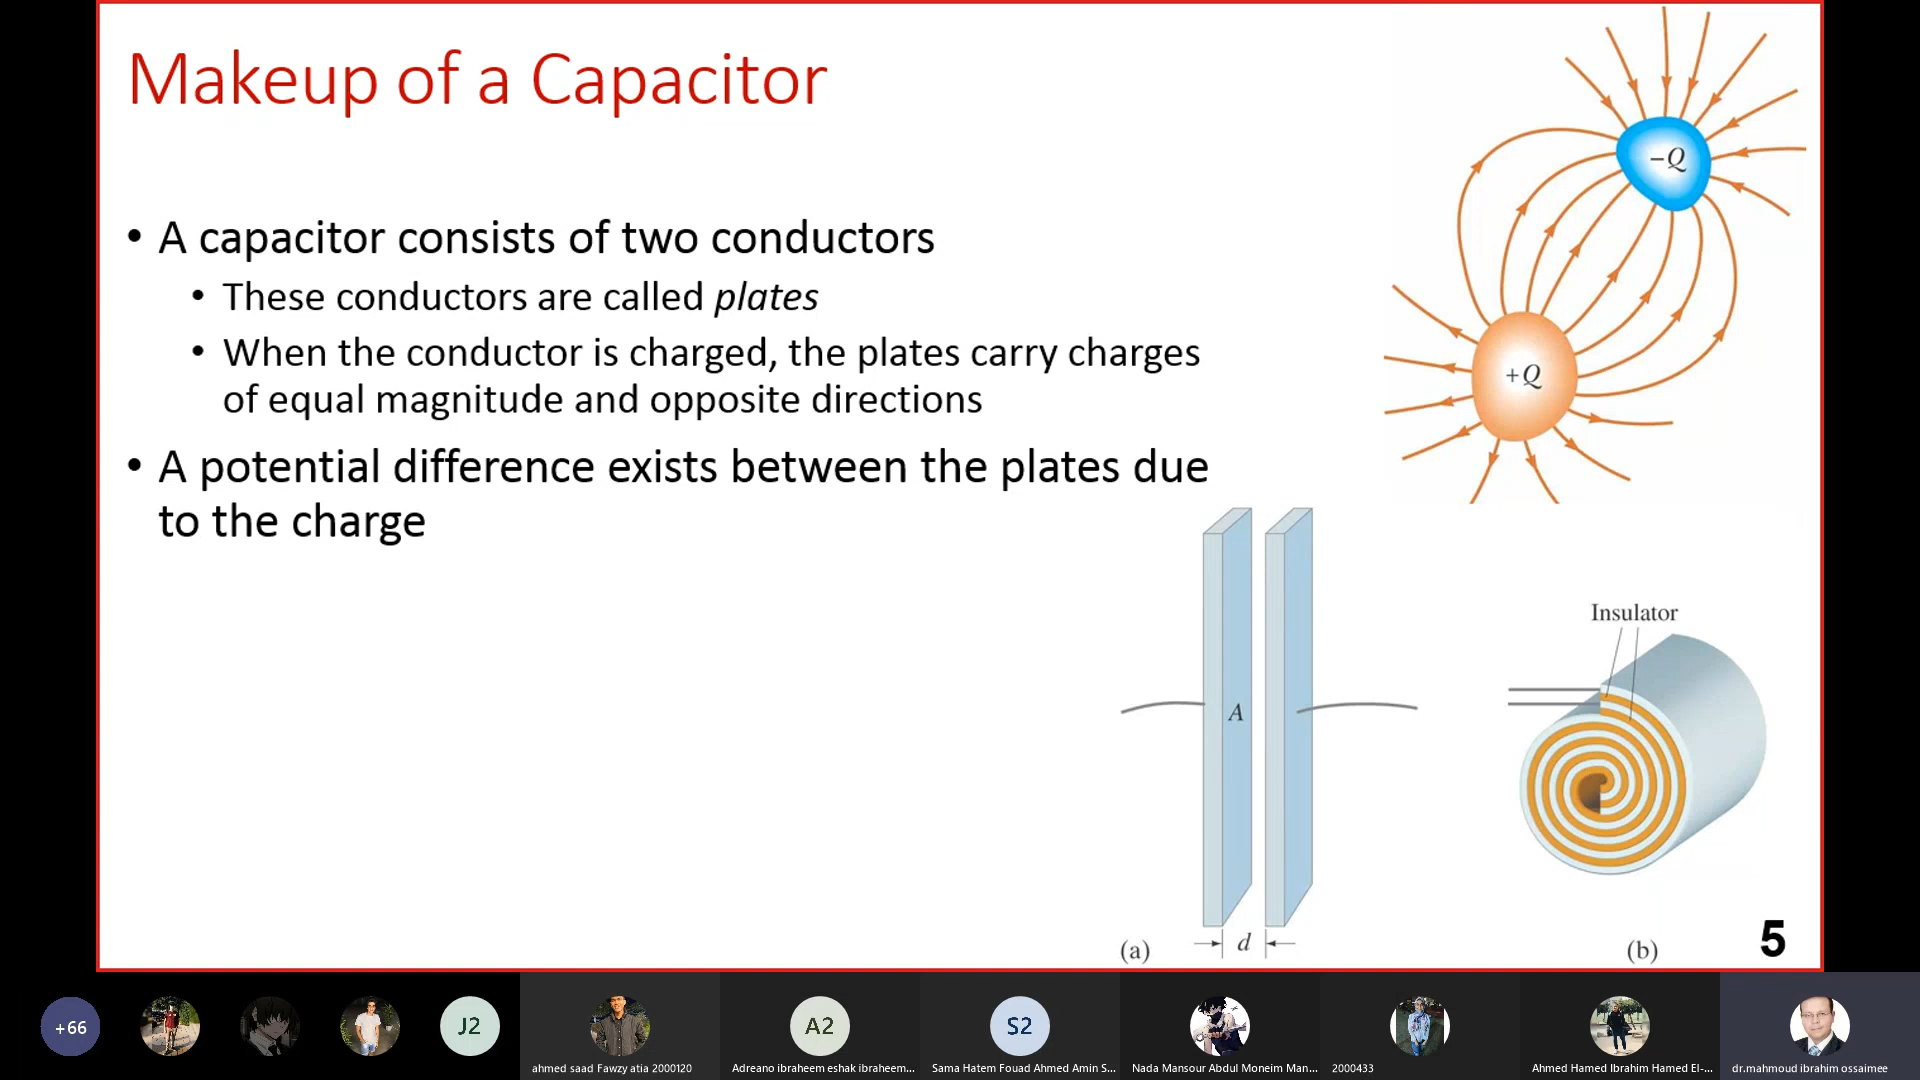 Makeup of a Capacitor
• A capacitor consists of two conductors
• These conductors are called plates
• When the conductor is charged, the plates carry charges
of equal magnitude and opposite directions
• A potential difference exists between the plates due
to the charge
−Q
+Q
A
d
(a)
Insulator
(b)
5
+66
J2
A2
S2
ahmed saad Fawzy atia 2000120
Adreano ibraheem eshak ibraheem...
Sama Hatem Fouad Ahmed Amin S...
Nada Mansour Abdul Moneim Man...
2000433
Ahmed Hamed Ibrahim Hamed El-...
dr.mahmoud ibrahim ossaimee